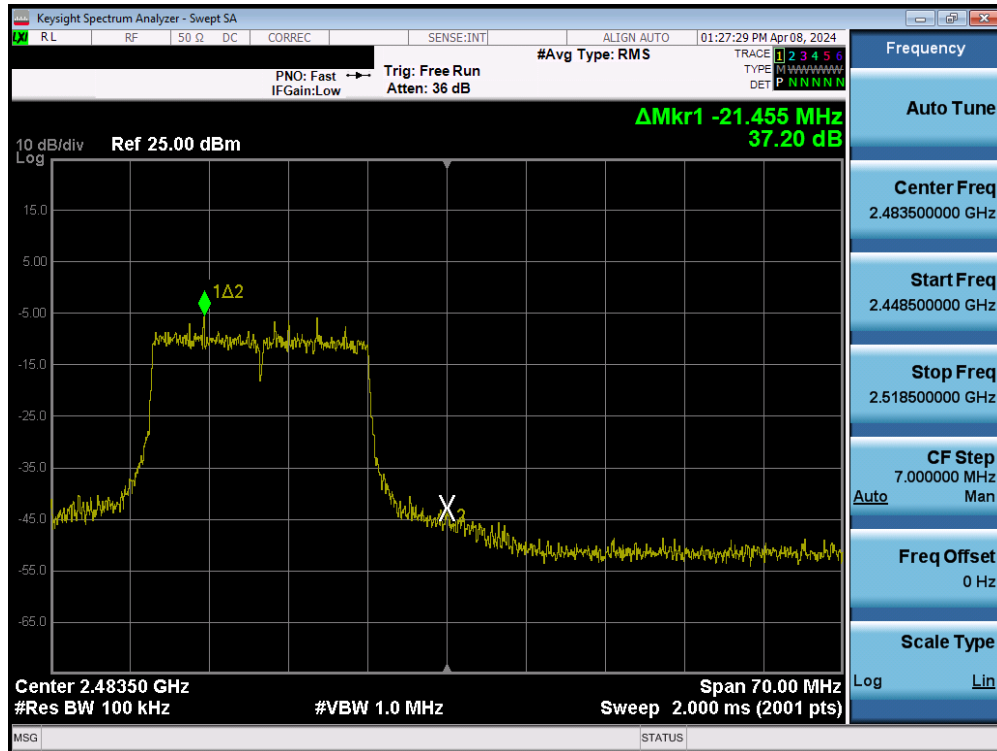 Keysight Spectrum Analyzer - Swept SA
LXI RL RF 50 Ω DC CORREC SENSE:INT ALIGN AUTO 01:27:29 PM Apr 08, 2024
PNO: Fast Trig: Free Run #Avg Type: RMS TRACE 1 2 3 4 5 6
IFGain:Low Atten: 36 dB TYPE M W W W W W
DET P N N N N N
ΔMkr1 -21.455 MHz
37.20 dB
10 dB/div Ref 25.00 dBm
Log
15.0
5.00
1Δ2
-5.00
-15.0
-25.0
-35.0
-45.0
2
-55.0
-65.0
Center 2.48350 GHz Span 70.00 MHz
#Res BW 100 kHz #VBW 1.0 MHz Sweep 2.000 ms (2001 pts)
MSG STATUS
Frequency
Auto Tune
Center Freq
2.483500000 GHz
Start Freq
2.448500000 GHz
Stop Freq
2.518500000 GHz
CF Step
7.000000 MHz
Auto Man
Freq Offset
0 Hz
Scale Type
Log Lin